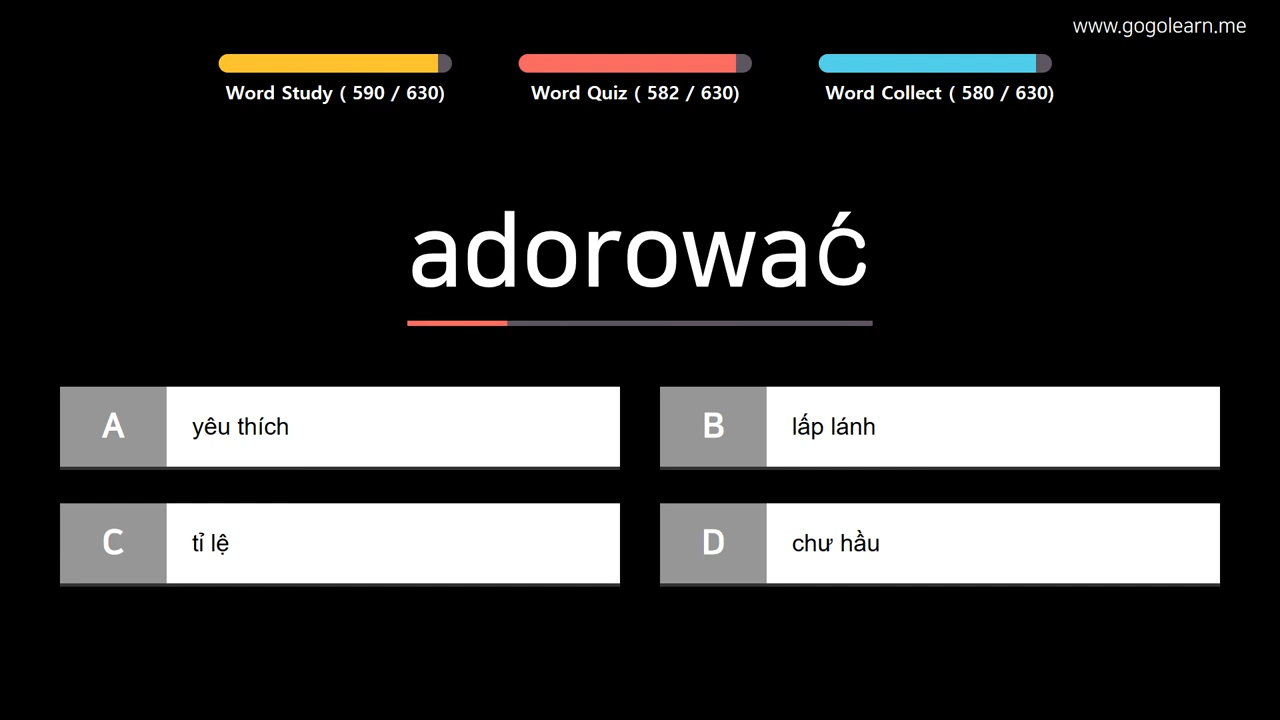 www.gogolearn.me
Word Study ( 590 / 630)
Word Quiz ( 582 / 630)
Word Collect ( 580 / 630)
adorować
A
yêu thích
B
lấp lánh
C
tỉ lệ
D
chư hầu